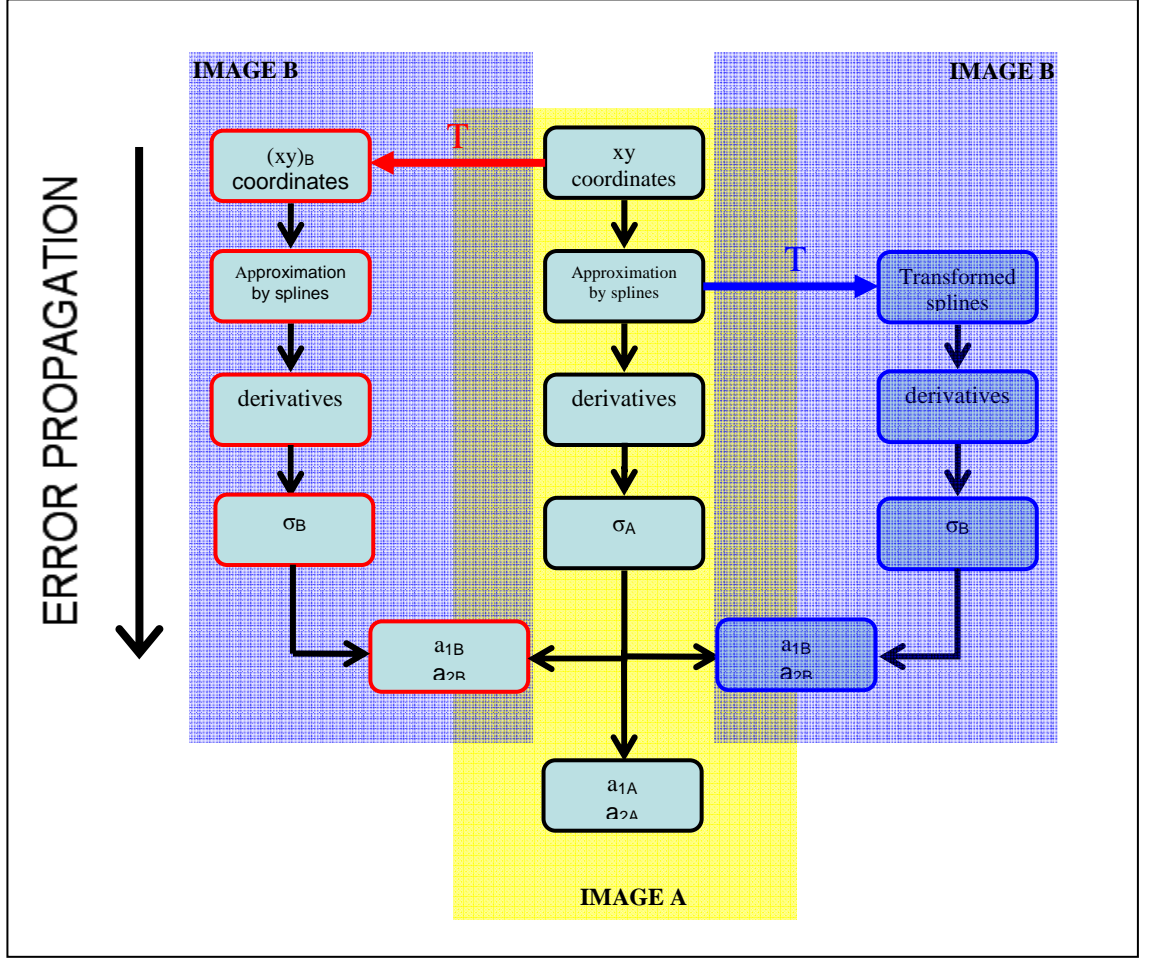 IMAGE B
IMAGE B
T
(xy)B
coordinates
xy
coordinates
Approximation
by splines
Approximation
by splines
T
Transformed
splines
derivatives
derivatives
derivatives
σB
σA
σB
a1B
a2B
a1B
a2B
a1A
a2A
IMAGE A
ERROR PROPAGATION